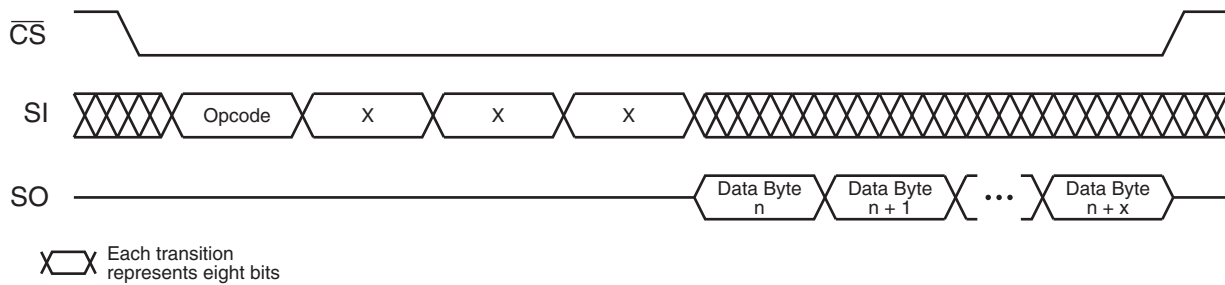 CS
SI
Opcode
X
X
X
SO
Data Byte
n
Data Byte
n + 1
•••
Data Byte
n + x
Each transition
represents eight bits